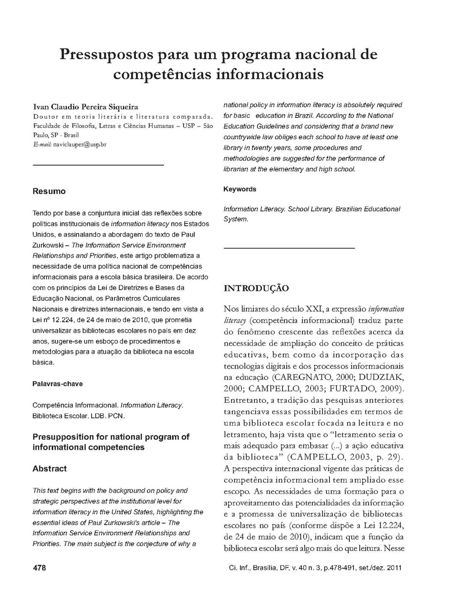 Pressupostos para um programa nacional de
competências informacionais
Ivan Claudio Pereira Siqueira
Doutor em teoria literária e literatura comparada.
Faculdade de Filosofia, Letras e Ciências Humanas – USP – São
Paulo, SP - Brasil
E-mail: naviclauper@usp.br
Resumo
Tendo por base a conjuntura inicial das reflexões sobre
políticas institucionais de information literacy nos Estados
Unidos, e assinalando a abordagem do texto de Paul
Zurkowski – The Information Service Environment
Relationships and Priorities, este artigo problematiza a
necessidade de uma política nacional de competências
informacionais para a escola básica brasileira. De acordo
com os princípios da Lei de Diretrizes e Bases da
Educação Nacional, os Parâmetros Curriculares
Nacionais e diretrizes internacionais, e tendo em vista a
Lei nº 12.224, de 24 de maio de 2010, que prometia
universalizar as bibliotecas escolares no país em dez
anos, sugere-se um esboço de procedimentos e
metodologias para a atuação da biblioteca na escola
básica.
Palavras-chave
Competência Informacional. Information Literacy.
Biblioteca Escolar. LDB. PCN.
Presupposition for national program of
informational competencies
Abstract
This text begins with the background on policy and
strategic perspectives at the institutional level for
information literacy in the United States, highlighting the
essential ideas of Paul Zurkowski's article – The
Information Service Environment Relationships and
Priorities. The main subject is the conjecture of why a
national policy in information literacy is absolutely required
for basic education in Brazil. According to the National
Education Guidelines and considering that a brand new
countrywide law obliges each school to have at least one
library in twenty years, some procedures and
methodologies are suggested for the performance of
librarian at the elementary and high school.
Keywords
Information Literacy. School Library. Brazilian Educational
System.
INTRODUÇÃO
Nos limiares do século XXI, a expressão information
literacy (competência informacional) traduz parte
do fenômeno crescente das reflexões acerca da
necessidade de ampliação do conceito de práticas
educativas, bem como da incorporação das
tecnologias digitais e dos processos informacionais
na educação (CAREGNATO, 2000; DUDZIAK,
2000; CAMPELLO, 2003; FURTADO, 2009).
Entretanto, a tradição das pesquisas anteriores
tangenciava essas possibilidades em termos de
uma biblioteca escolar focada na leitura e no
letramento, haja vista que o “letramento seria o
mais adequado para embasar (...) a ação educativa
da biblioteca” (CAMPELLO, 2003, p. 29).
A perspectiva internacional vigente das práticas de
competência informacional tem ampliado esse
escopo. As necessidades de uma formação para o
aproveitamento das potencialidades da informação
e a promessa de universalização de bibliotecas
escolares no país (conforme dispõe a Lei 12.224,
de 24 de maio de 2010), indicam que a função da
biblioteca escolar será algo mais do que leitura. Nesse
478
Ci. Inf., Brasília, DF, v. 40 n. 3, p.478-491, set./dez. 2011